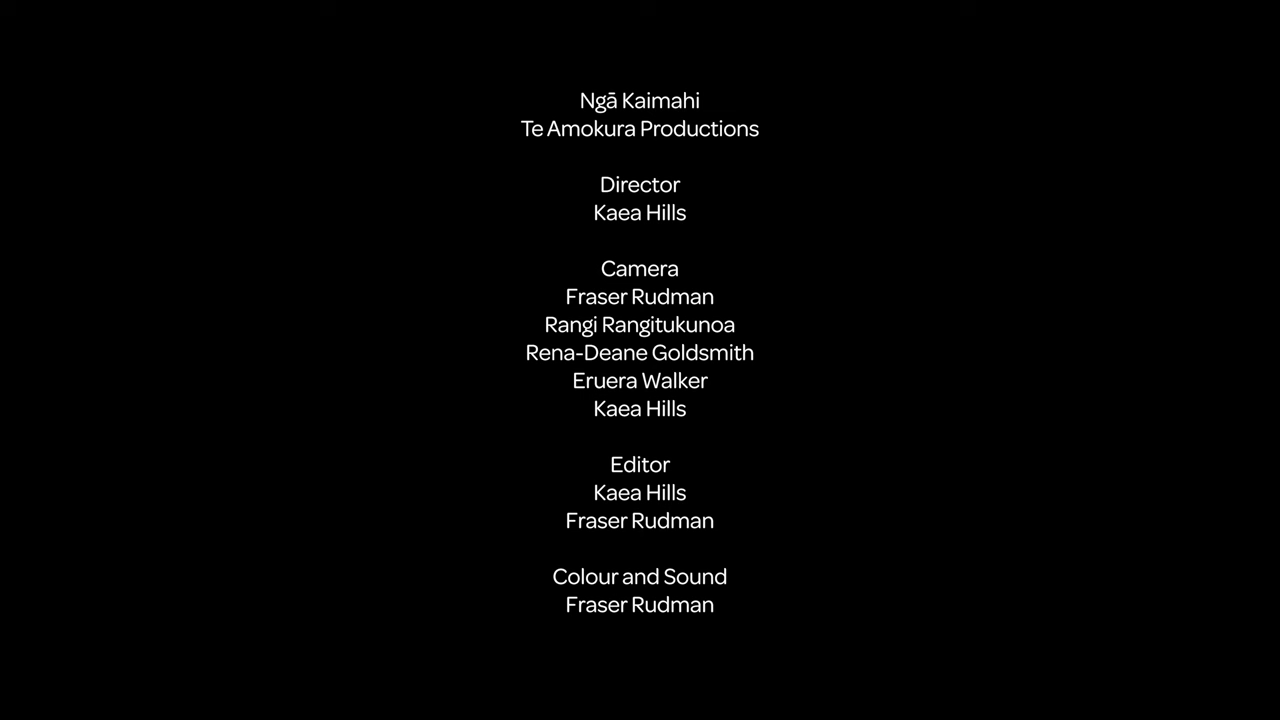 Ngā Kaimahi
Te Amokura Productions
Director
Kaea Hills
Camera
Fraser Rudman
Rangi Rangitukunoa
Rena-Deane Goldsmith
Eruera Walker
Kaea Hills
Editor
Kaea Hills
Fraser Rudman
Colour and Sound
Fraser Rudman